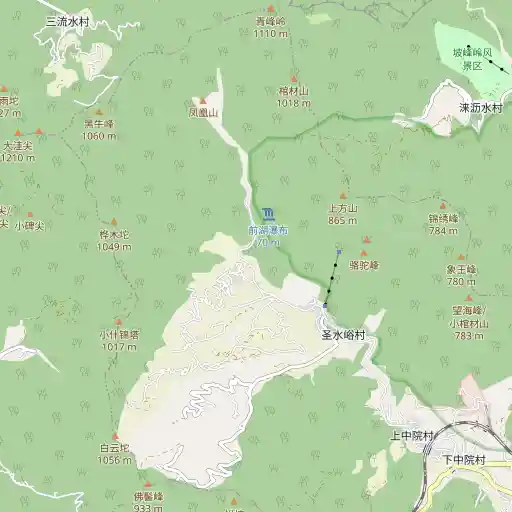 三流水村
青峰岭
1110 m
坡峰岭风
景区
棺材山
1018 m
涞沥水村
凤凰山
黑牛峰
1060 m
大洼尖
1210 m
小碑尖
上方山
865 m
锦绣峰
784 m
前湖瀑布
70 m
桦木坨
1049 m
骆驼峰
象王峰
780 m
望海峰/
小棺材山
783 m
小什锦塔
1017 m
圣水峪村
上中院村
下中院村
白云坨
1056 m
佛髻峰
933 m